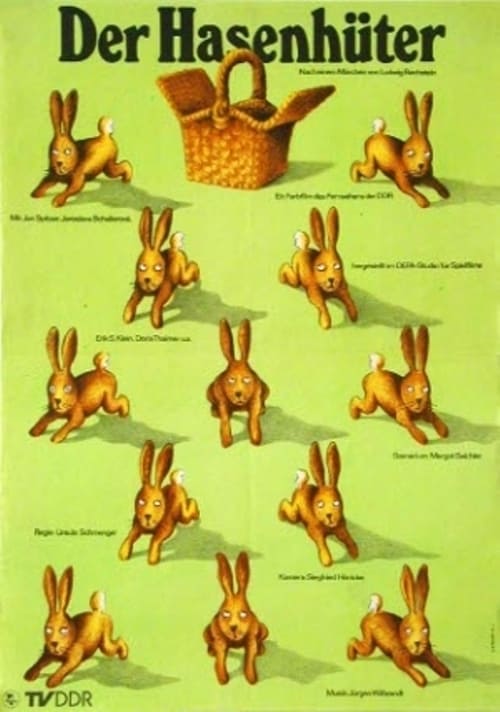 Der Hasenhüter
Nach einem Märchen von Ludwig Bechstein
Ein Farbfilm des Fernsehens der DDR
Mit Jan Spitzer, Jaroslava Schallerová,
hergestellt im DEFA-Studio für Spielfilme
Erik S. Klein, Doris Thalmer u.a.
Szenarium Margot Beichler
Regie Ursula Schmenger
Kamera Siegfried Hönicke
TV DDR
Musik Jürgen Wilbrandt